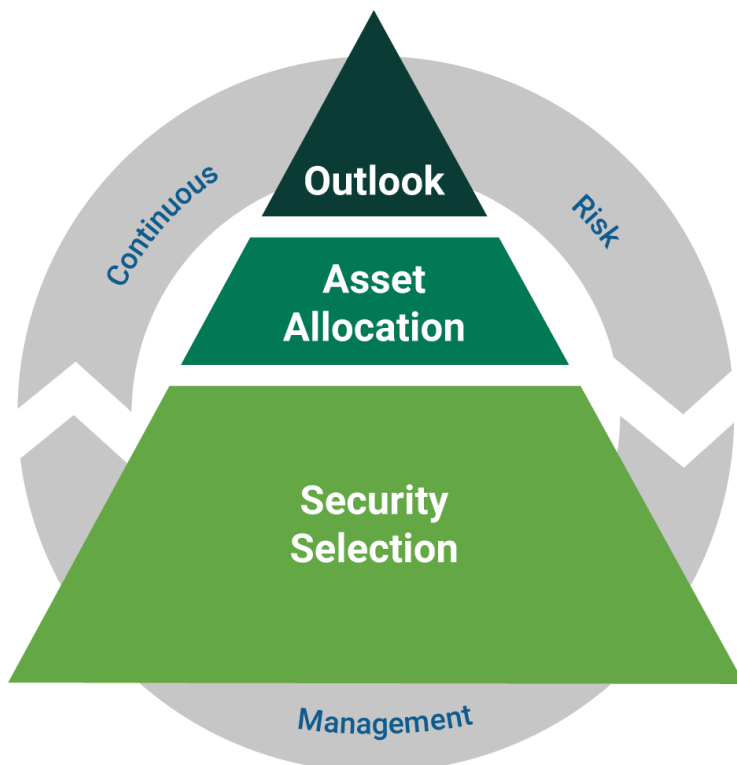 Outlook
Asset
Allocation
Security
Selection
Continuous
Risk
Management